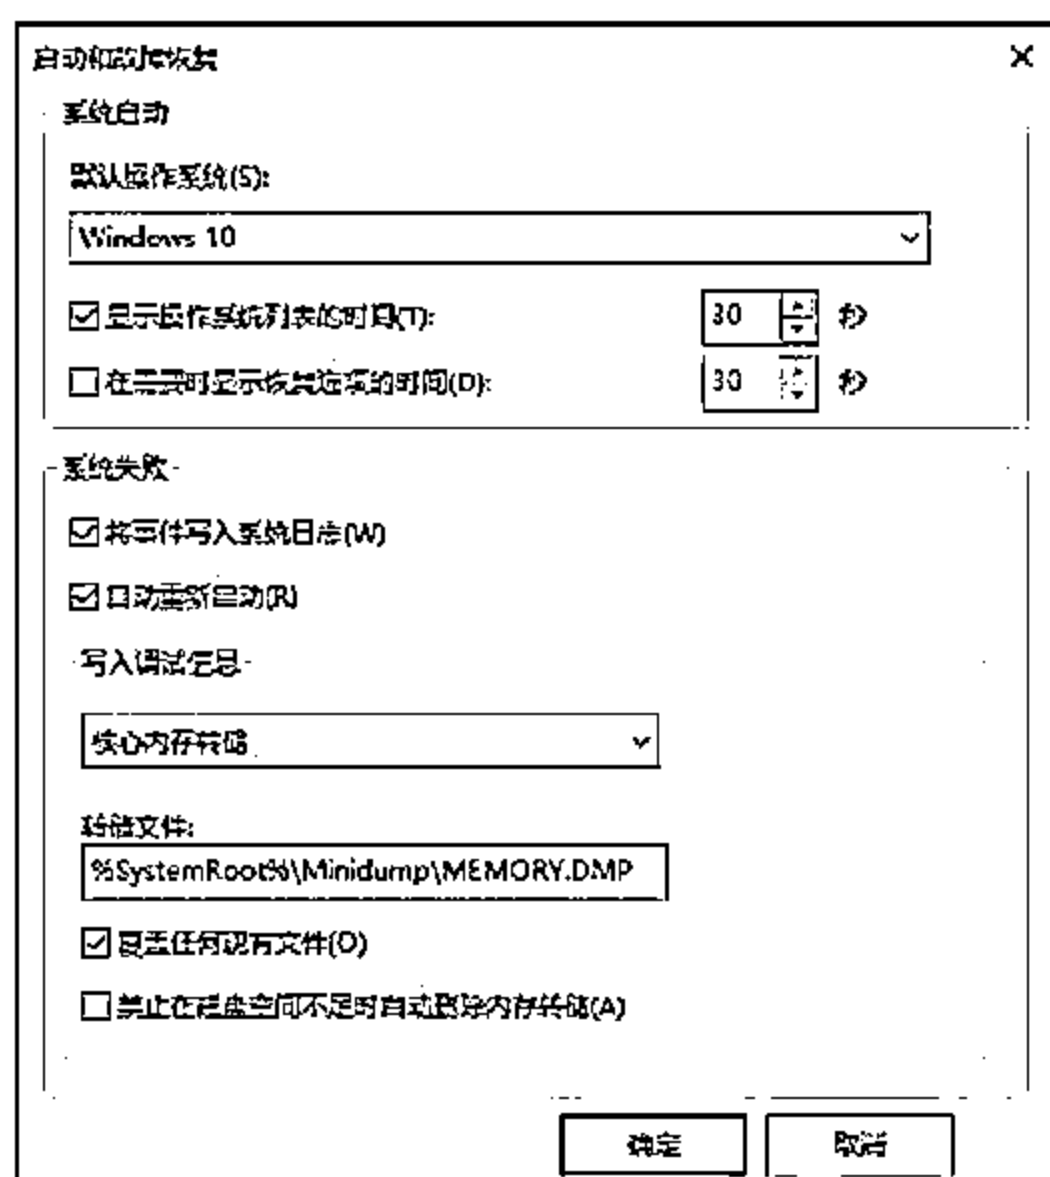 启动和故障恢复
系统启动
默认操作系统(S):
Windows 10
显示操作系统列表的时间(T): 30 秒
在需要时显示恢复选项的时间(D): 30 秒
系统失败
将事件写入系统日志(W)
自动重新启动(R)
写入调试信息
核心内存转储
转储文件:
%SystemRoot%\Minidump\MEMORY.DMP
覆盖任何现有文件(O)
禁止在磁盘空间不足时自动删除内存转储(A)
确定 取消